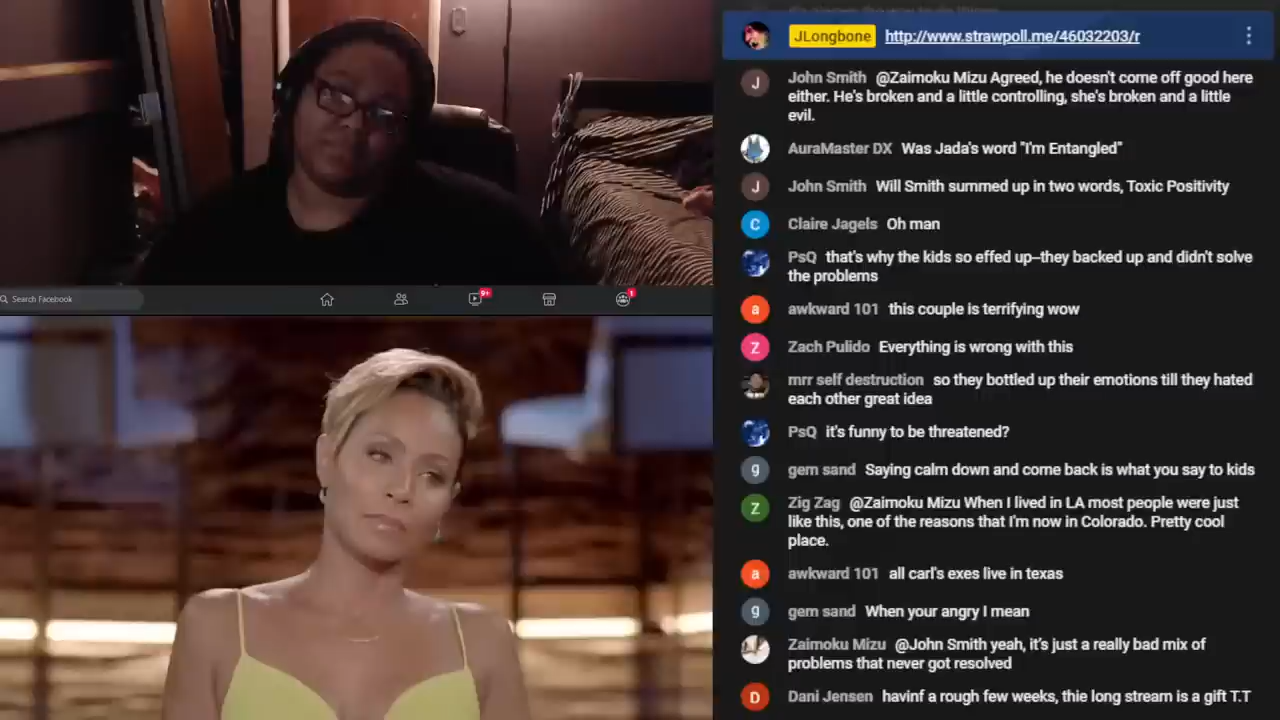 JLongbone http://www.strawpoll.me/46032203/r
John Smith @Zaimoku Mizu Agreed, he doesn't come off good here
either. He's broken and a little controlling, she's broken and a little
evil.
AuraMaster DX Was Jada's word "I'm Entangled"
John Smith Will Smith summed up in two words, Toxic Positivity
Claire Jagels Oh man
PsQ that's why the kids so effed up–they backed up and didn't solve
the problems
awkward 101 this couple is terrifying wow
Zach Pulido Everything is wrong with this
mrr self destruction so they bottled up their emotions till they hated
each other great idea
PsQ it's funny to be threatened?
gem sand Saying calm down and come back is what you say to kids
Zig Zag @Zaimoku Mizu When I lived in LA most people were just
like this, one of the reasons that I'm now in Colorado. Pretty cool
place.
awkward 101 all carl's exes live in texas
gem sand When your angry I mean
Zaimoku Mizu @John Smith yeah, it's just a really bad mix of
problems that never got resolved
Dani Jensen havinf a rough few weeks, thie long stream is a gift T.T
Search Facebook
9+
1
J
J
C
a
Z
g
Z
a
g
D